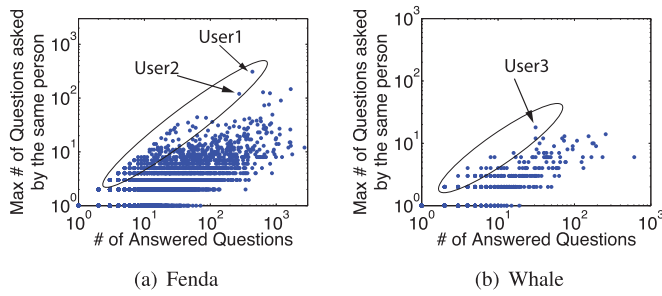 Max # of Questions asked
by the same person
10^3
10^2
10^1
10^0
User1
User2
10^0 10^1 10^2 10^3
# of Answered Questions
(a) Fenda
Max # of Questions asked
by the same person
10^3
10^2
10^1
10^0
User3
10^0 10^1 10^2 10^3
# of Answered Questions
(b) Whale